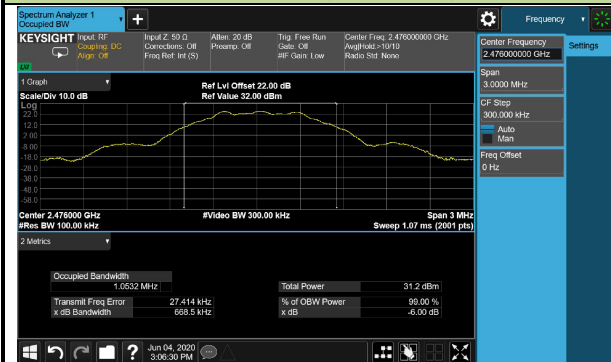 Spectrum Analyzer 1
Occupied BW
Frequency
KEYSIGHT
Input: RF
Coupling: DC
Align: Off
Input Z: 50 Ω
Corrections: Off
Freq Ref: Int (S)
Atten: 20 dB
Preamp: Off
Trig: Free Run
Gate: Off
#IF Gain: Low
Center Freq: 2.476000000 GHz
Avg|Hold:>10/10
Radio Std: None
Center Frequency
2.476000000 GHz
Settings
Span
3.0000 MHz
CF Step
300.000 kHz
Auto
Man
Freq Offset
0 Hz
1 Graph
Scale/Div 10.0 dB
Ref Lvl Offset 22.00 dB
Ref Value 32.00 dBm
Log
22.0
12.0
2.00
-8.00
-18.0
-28.0
-38.0
-48.0
-58.0
Center 2.476000 GHz
#Video BW 300.00 kHz
Span 3 MHz
#Res BW 100.00 kHz
Sweep 1.07 ms (2001 pts)
2 Metrics
Occupied Bandwidth
1.0532 MHz
Total Power 31.2 dBm
Transmit Freq Error 27.414 kHz
% of OBW Power 99.00 %
x dB Bandwidth 668.5 kHz
x dB -6.00 dB
?
Jun 04, 2020
3:06:30 PM